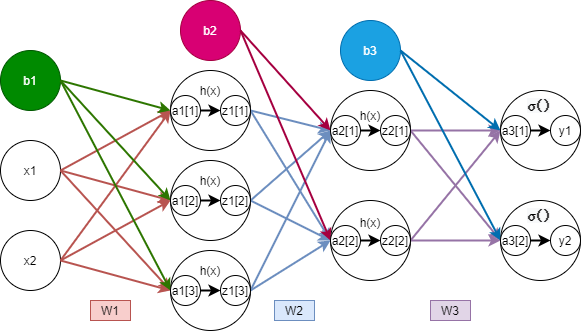 b1
x1
x2
h(x)
a1[1]
z1[1]
h(x)
a1[2]
z1[2]
h(x)
a1[3]
z1[3]
W1
b2
h(x)
a2[1]
z2[1]
h(x)
a2[2]
z2[2]
W2
b3
σ()
a3[1]
y1
σ()
a3[2]
y2
W3